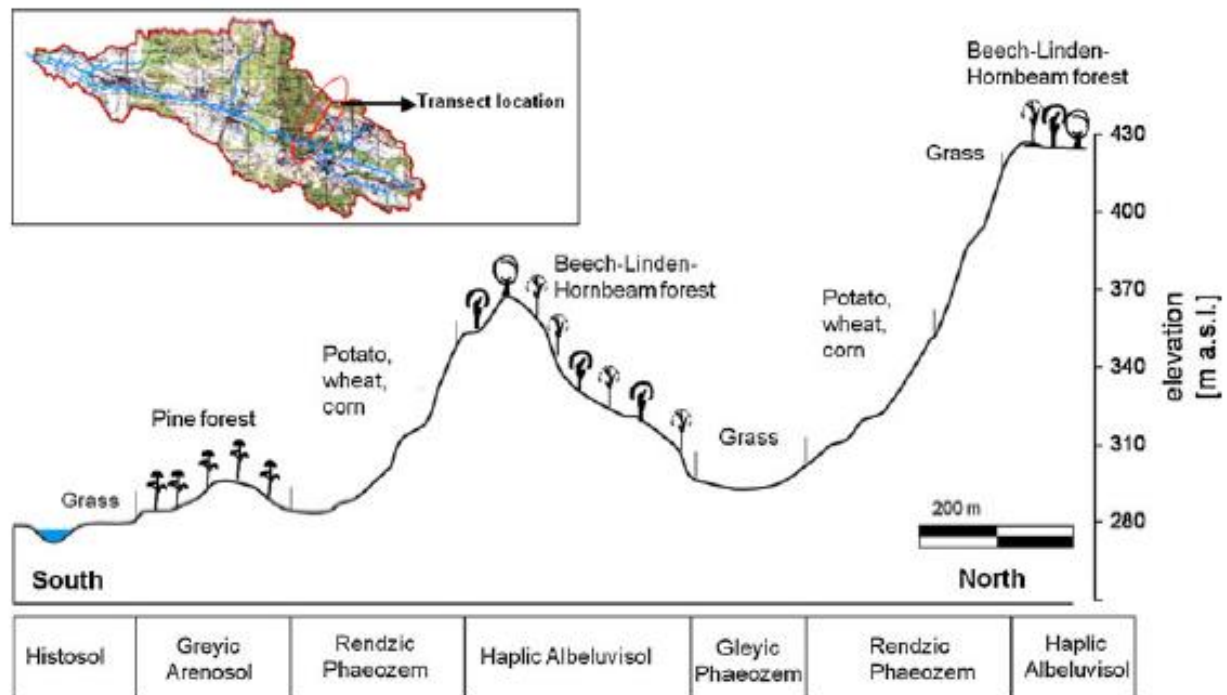 Transect location
Beech-Linden-
Hornbeam forest
Grass
430
400
370
340
310
280
elevation
[m a.s.l.]
Beech-Linden-
Hornbeam forest
Potato,
wheat,
corn
Potato,
wheat,
corn
Pine forest
Grass
Grass
200 m
South
North
Histosol
Greyic
Arenosol
Rendzic
Phaeozem
Haplic Albeluvisol
Gleyic
Phaeozem
Rendzic
Phaeozem
Haplic
Albeluvisol